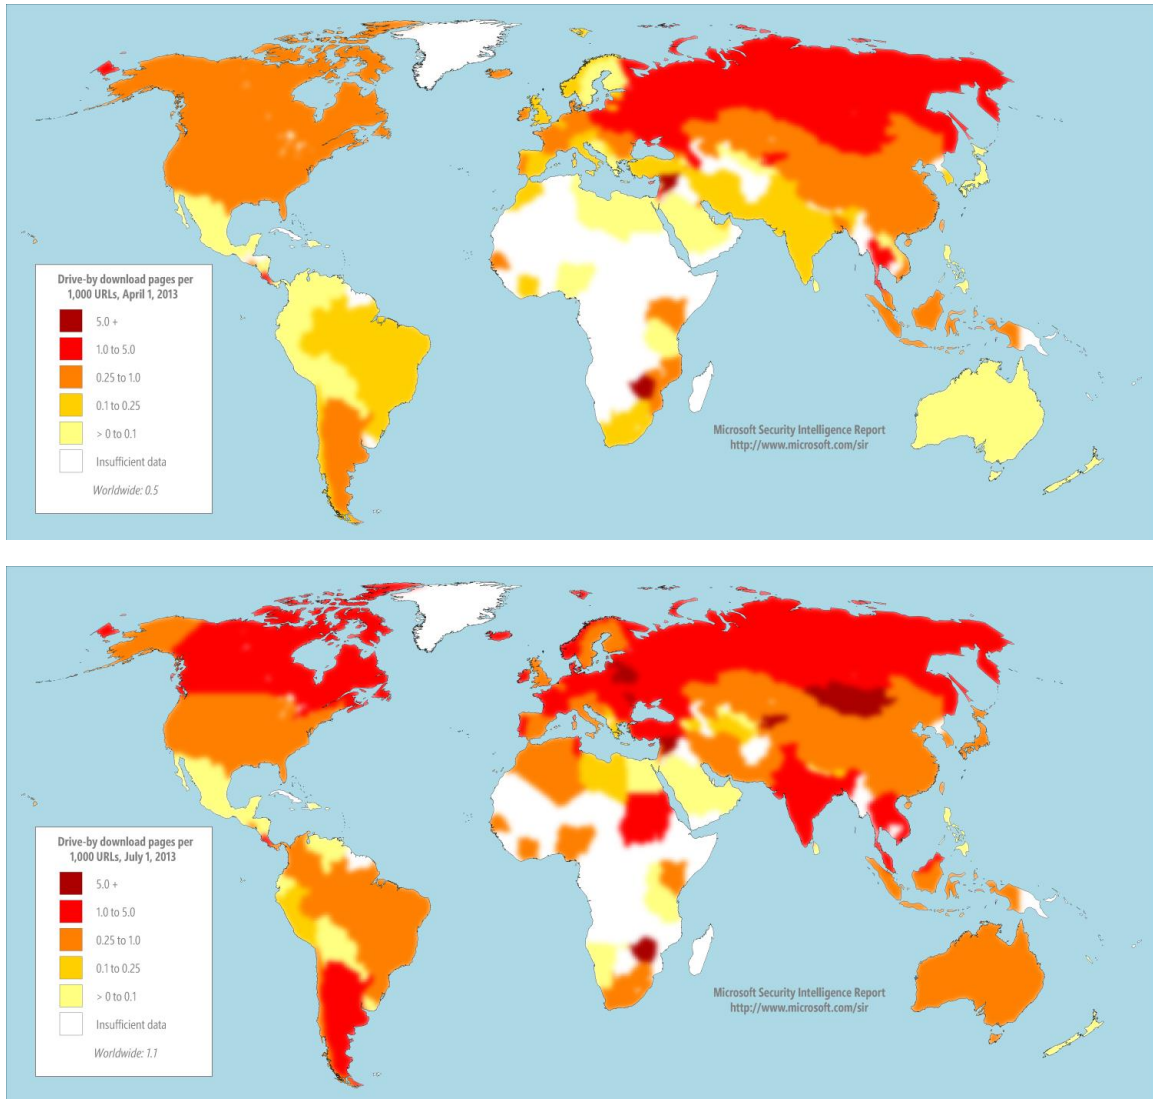 Drive-by download pages per
1,000 URLs, April 1, 2013
5.0 +
1.0 to 5.0
0.25 to 1.0
0.1 to 0.25
> 0 to 0.1
Insufficient data
Worldwide: 0.5
Microsoft Security Intelligence Report
http://www.microsoft.com/sir
Drive-by download pages per
1,000 URLs, July 1, 2013
5.0 +
1.0 to 5.0
0.25 to 1.0
0.1 to 0.25
> 0 to 0.1
Insufficient data
Worldwide: 1.1
Microsoft Security Intelligence Report
http://www.microsoft.com/sir